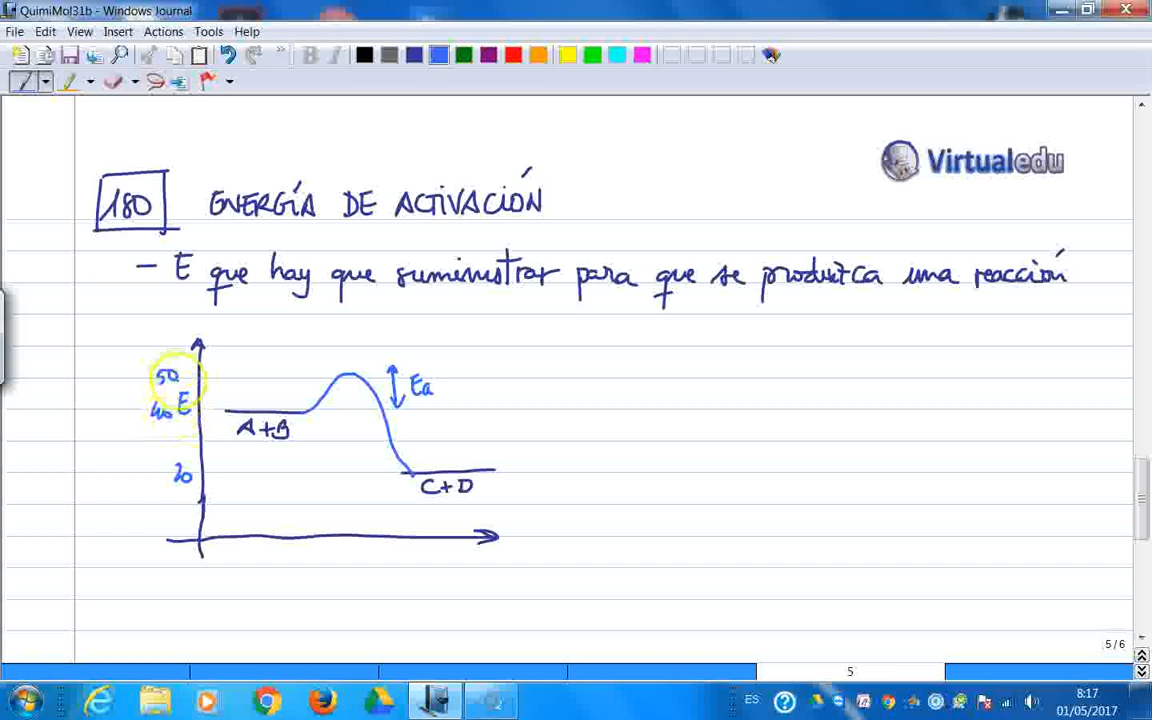 QuimiMol31b - Windows Journal
File Edit View Insert Actions Tools Help
Virtualedu
180 ENERGÍA DE ACTIVACIÓN
- E que hay que suministrar para que se produzca una reacción
50
40 E
Ea
A+B
20
C+D
5 / 6
5
ES
8:17
01/05/2017